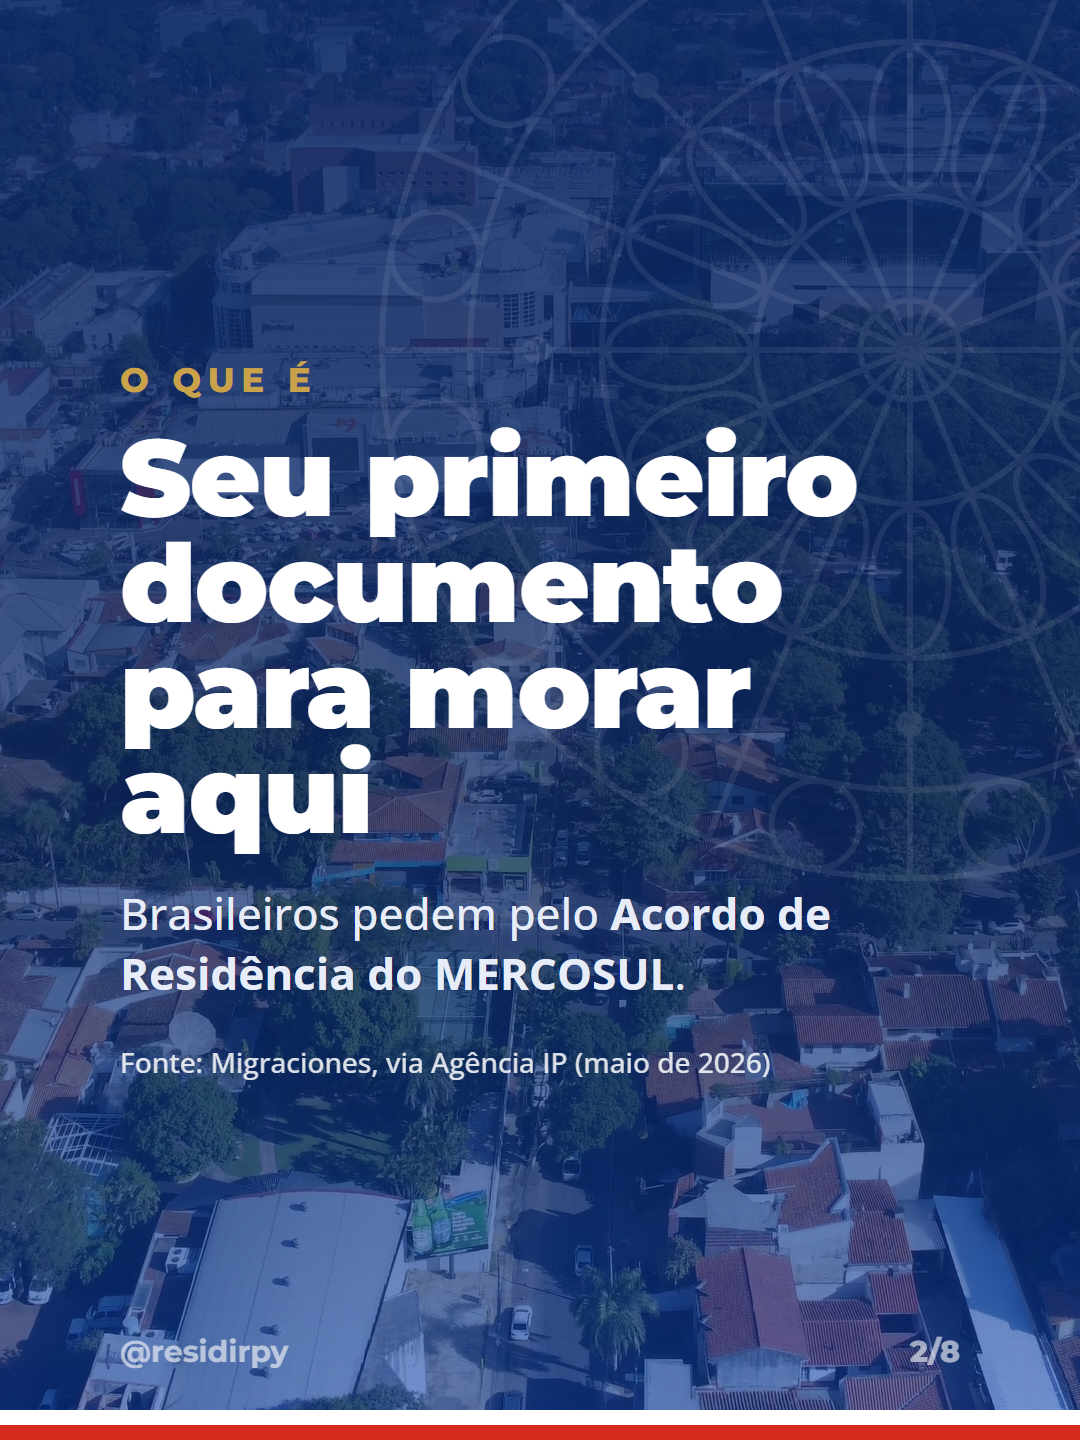 O QUE É
Seu primeiro
documento
para morar
aqui
Brasileiros pedem pelo Acordo de
Residência do MERCOSUL.
Fonte: Migraciones, via Agência IP (maio de 2026)
@residirpy
2/8